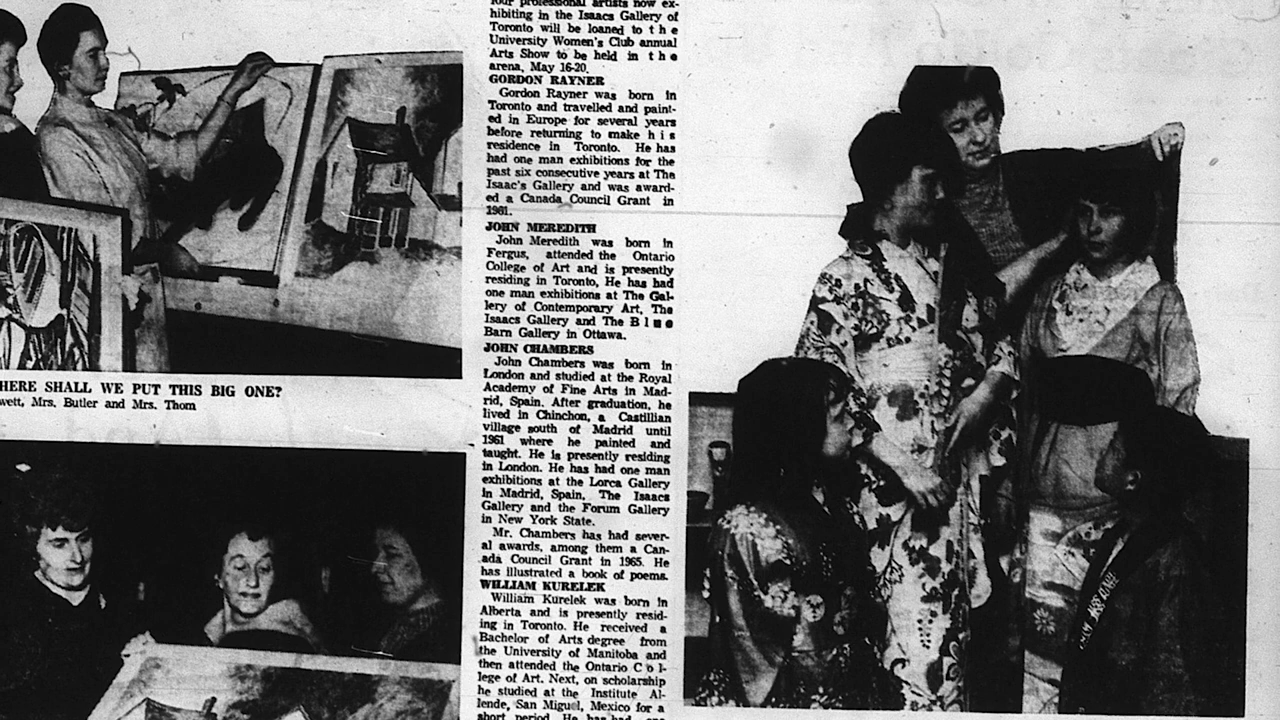 HERE SHALL WE PUT THIS BIG ONE?
wett, Mrs. Butler and Mrs. Thom
four professional artists now ex-
hibiting in the Isaacs Gallery of
Toronto will be loaned to t h e
University Women's Club annual
Arts Show to be held in t h e
arena, May 16-20.
GORDON RAYNER
Gordon Rayner was born in
Toronto and travelled and paint-
ed in Europe for several years
before returning to make h i s
residence in Toronto. He has
had one man exhibitions for the
past six consecutive years at The
Isaac's Gallery and was award-
ed a Canada Council Grant in
1961.
JOHN MEREDITH
John Meredith was born in
Fergus, attended the Ontario
College of Art and is presently
residing in Toronto, He has had
one man exhibitions at The Gal-
lery of Contemporary Art, The
Isaacs Gallery and The B l u e
Barn Gallery in Ottawa.
JOHN CHAMBERS
John Chambers was born in
London and studied at the Royal
Academy of Fine Arts in Mad-
rid, Spain. After graduation, he
lived in Chinchon, a Castillian
village south of Madrid until
1961 where he painted and
taught. He is presently residing
in London. He has had one man
exhibitions at the Lorca Gallery
in Madrid, Spain, The Isaacs
Gallery and the Forum Gallery
in New York State.
Mr. Chambers has had sever-
al awards, among them a Can-
ada Council Grant in 1965. He
has illustrated a book of poems.
WILLIAM KURELEK
William Kurelek was born in
Alberta and is presently resid-
ing in Toronto. He received a
Bachelor of Arts degree from
the University of Manitoba and
then attended the Ontario C o l-
lege of Art. Next, on scholarship
he studied at the Institute Al-
lende, San Miguel, Mexico for a
short period. He has had one